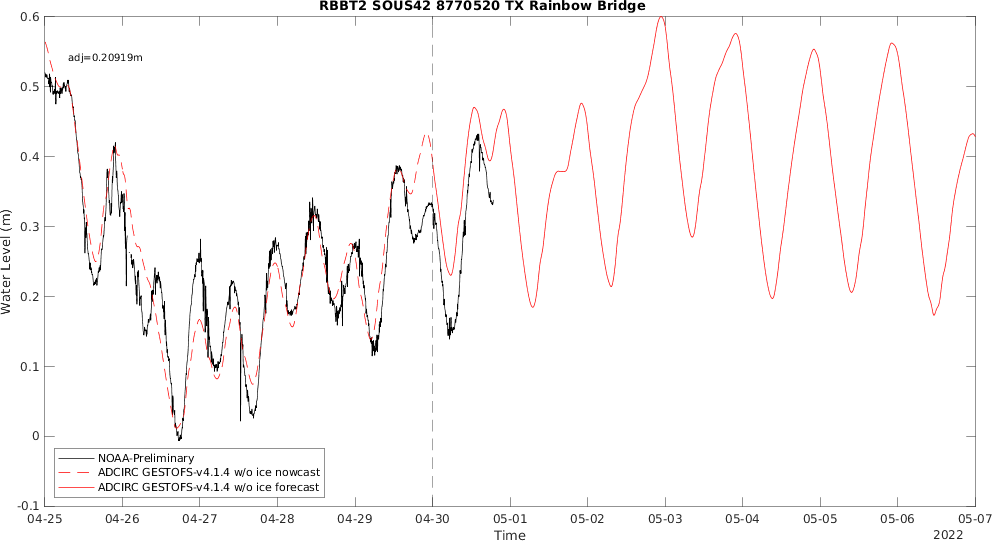 RBBT2 SOUS42 8770520 TX Rainbow Bridge
adj=0.20919m
Water Level (m)
0.6
0.5
0.4
0.3
0.2
0.1
0
-0.1
NOAA-Preliminary
ADCIRC GESTOFS-v4.1.4 w/o ice nowcast
ADCIRC GESTOFS-v4.1.4 w/o ice forecast
04-25 04-26 04-27 04-28 04-29 04-30 05-01 05-02 05-03 05-04 05-05 05-06 05-07
Time
2022